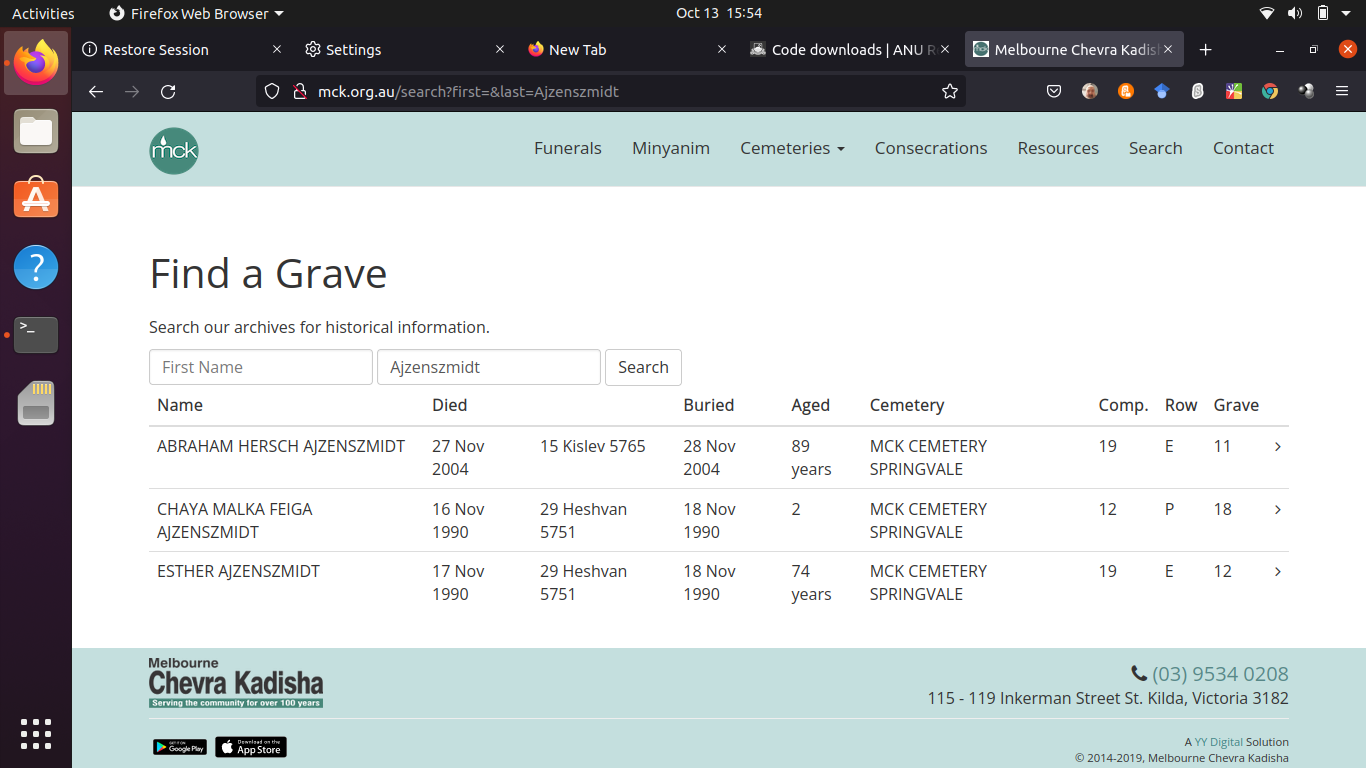 Activities Firefox Web Browser Oct 13 15:54
Restore Session Settings New Tab Code downloads | ANU Melbourne Chevra Kadish
mck.org.au/search?first=&last=Ajzenszmidt
mck Funerals Minyanim Cemeteries Consecrations Resources Search Contact
Find a Grave
Search our archives for historical information.
First Name Ajzenszmidt Search
Name Died Buried Aged Cemetery Comp. Row Grave
ABRAHAM HERSCH AJZENSZMIDT 27 Nov 15 Kislev 5765 28 Nov 89 MCK CEMETERY 19 E 11 >
2004 2004 years SPRINGVALE
CHAYA MALKA FEIGA 16 Nov 29 Heshvan 18 Nov 2 MCK CEMETERY 12 P 18 >
AJZENSZMIDT 1990 5751 1990 SPRINGVALE
ESTHER AJZENSZMIDT 17 Nov 29 Heshvan 18 Nov 74 MCK CEMETERY 19 E 12 >
1990 5751 1990 years SPRINGVALE
Melbourne
Chevra Kadisha
Serving the community for over 100 years
(03) 9534 0208
115 - 119 Inkerman Street St. Kilda, Victoria 3182
GET IT ON Google Play Download on the App Store
A YY Digital Solution
© 2014-2019, Melbourne Chevra Kadisha